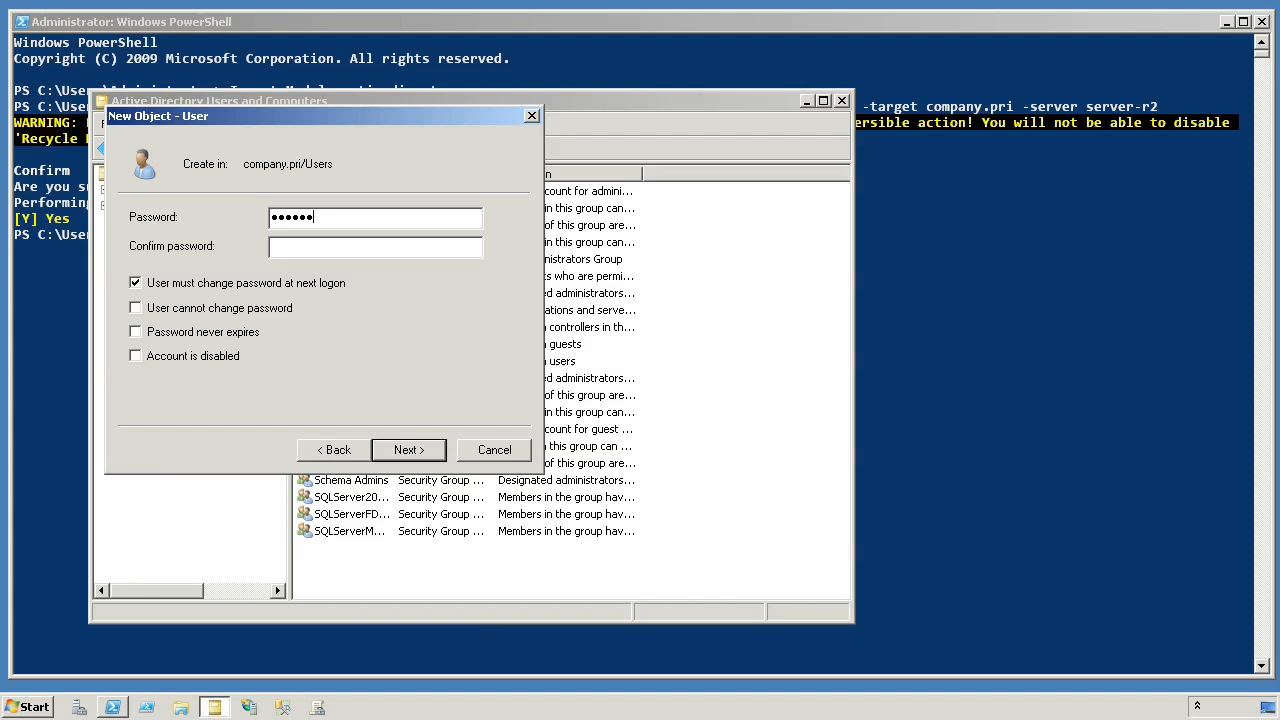 Administrator: Windows PowerShell
Windows PowerShell
Copyright (C) 2009 Microsoft Corporation. All rights reserved.
PS C:\User
PS C:\User -target company.pri -server server-r2
WARNING: ersible action! You will not be able to disable
'Recycle
Confirm
Are you s
Performing
[Y] Yes
PS C:\User
Active Directory Users and Computers
New Object - User
Create in: company.pri/Users
Password: ●●●●●●
Confirm password:
User must change password at next logon
User cannot change password
Password never expires
Account is disabled
< Back
Next >
Cancel
n
count for admini...
in this group can...
of this group are...
in this group can...
inistrators Group
s who are permi...
ed administrators...
ations and serve...
n controllers in th...
n guests
n users
ed administrators...
of this group are...
in this group can...
count for guest ...
n this group can ...
of this group are...
Schema Admins Security Group ... Designated administrators...
SQLServer20... Security Group ... Members in the group hav...
SQLServerFD... Security Group ... Members in the group hav...
SQLServerM... Security Group ... Members in the group hav...
Start